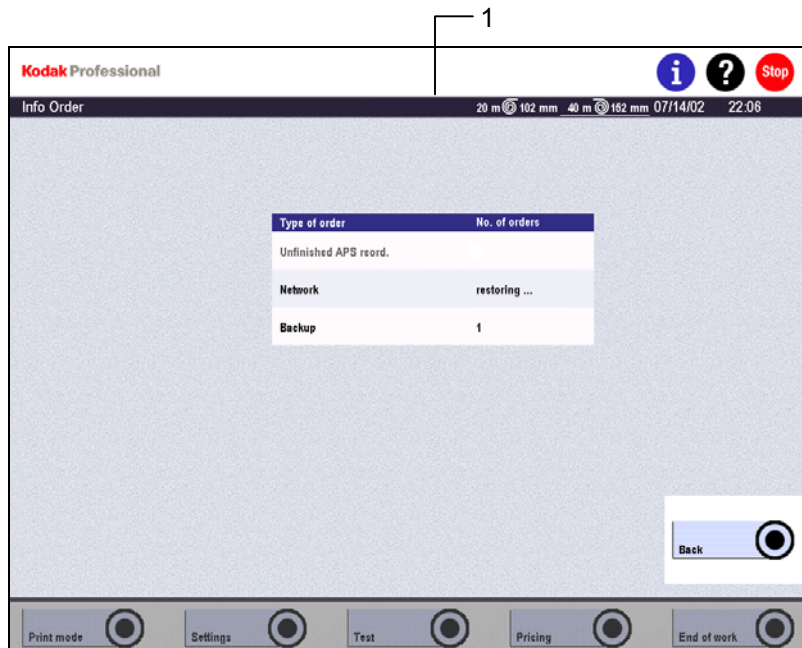 1
Kodak Professional
i ? Stop
Info Order 20 m 102 mm 40 m 152 mm 07/14/02 22:06
Type of order No. of orders
Unfinished APS reord.
Network restoring ...
Backup 1
Back
Print mode Settings Test Pricing End of work